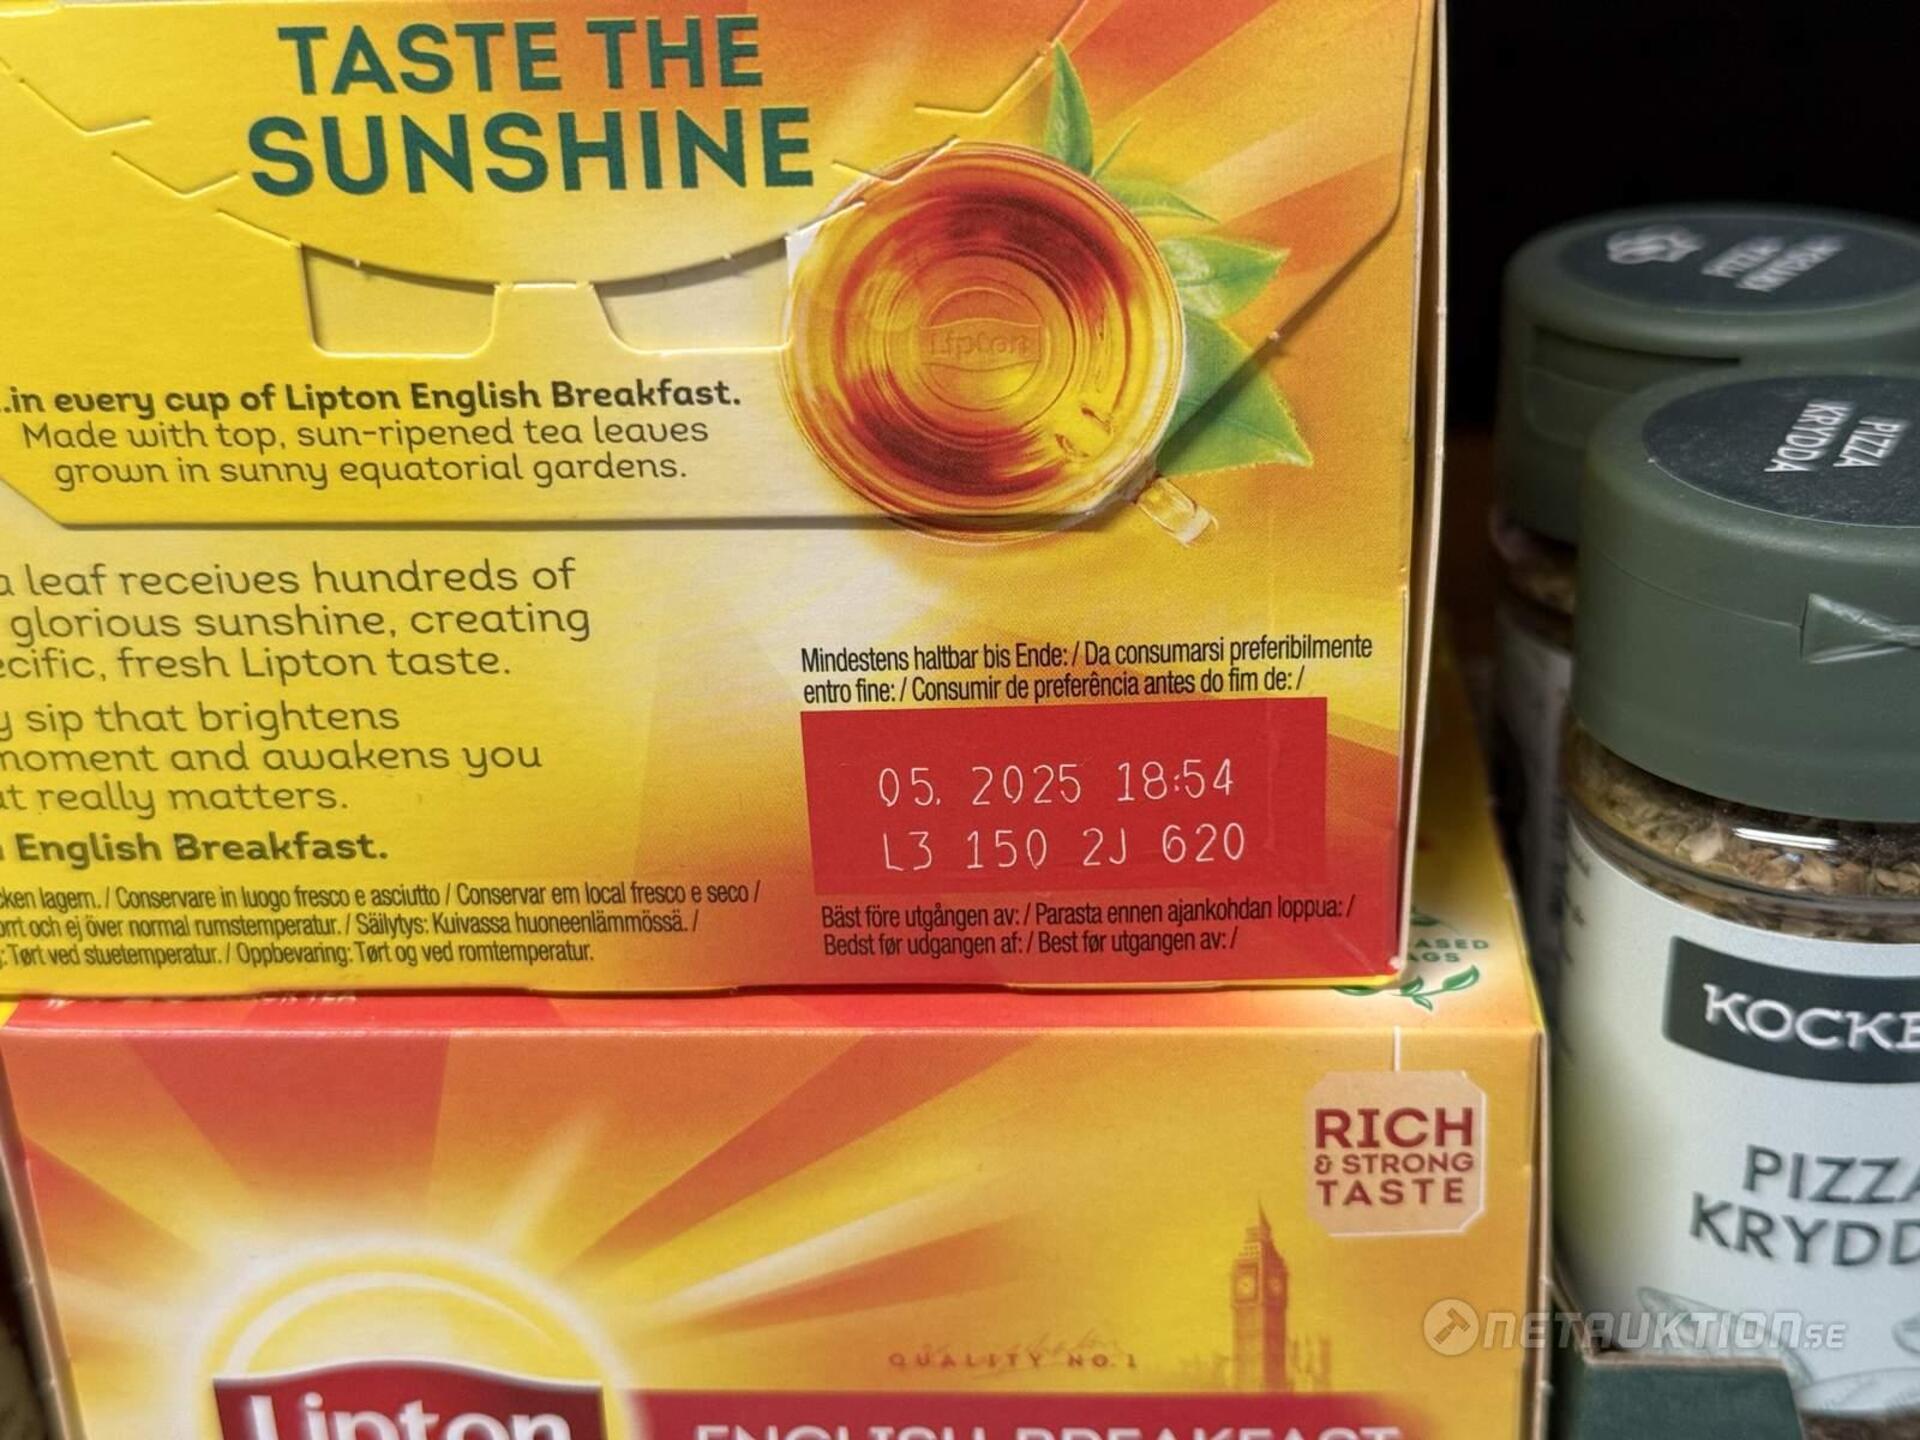 TASTE THE
SUNSHINE
Lipton
..in every cup of Lipton English Breakfast.
Made with top, sun-ripened tea leaves
grown in sunny equatorial gardens.
a leaf receives hundreds of
glorious sunshine, creating
fresh Lipton taste.
sip that brightens
and awakens you
really matters.
English Breakfast.
lagern. / Conservare in luogo fresco e asciutto / Conservar em local fresco e seco /
och ej över normal rumstemperatur. / Säilytys: Kuivassa huoneenlämmössä. /
Tørt ved stuetemperatur. / Oppbevaring: Tørt og ved romtemperatur.
Mindestens haltbar bis Ende: / Da consumarsi preferibilmente
entro fine: / Consumir de preferência antes do fim de: /
05. 2025 18:54
L3 150 2J 620
Bäst före utgången av: / Parasta ennen ajankohdan loppua: /
Bedst før udgangen af: / Best før utgangen av: /
RICH
& STRONG
TASTE
QUALITY NO. 1
Lipton
ENGLISH BREAKFAST
PIZZA
KRYDDA
KOCKE
PIZZA
KRYDD
NETAUKTION.SE